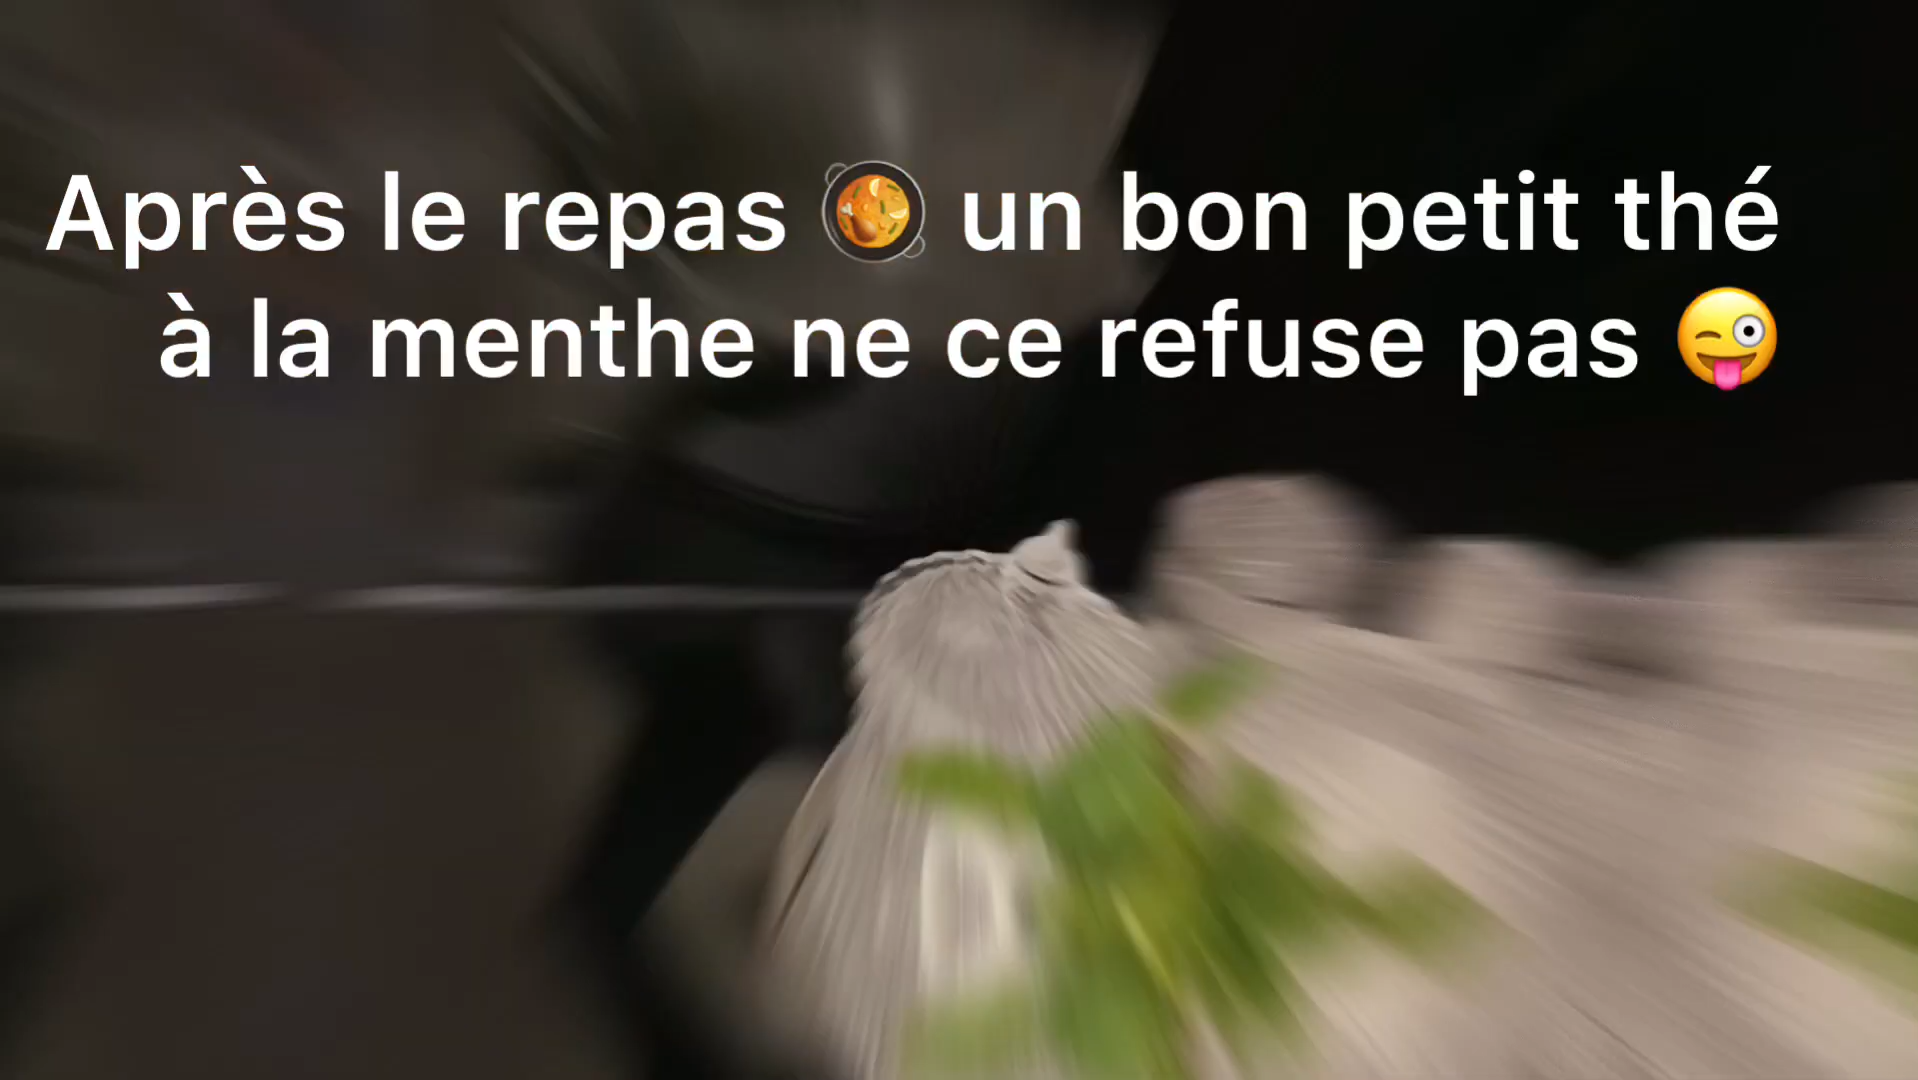 Après le repas 🥘 un bon petit thé
à la menthe ne ce refuse pas 😜